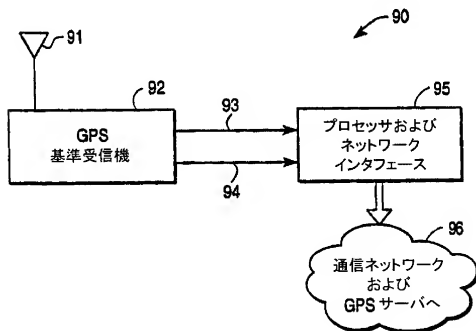 90
91
92
GPS
基準受信機
93
94
95
プロセッサおよび
ネットワーク
インタフェース
96
通信ネットワーク
および
GPSサーバへ